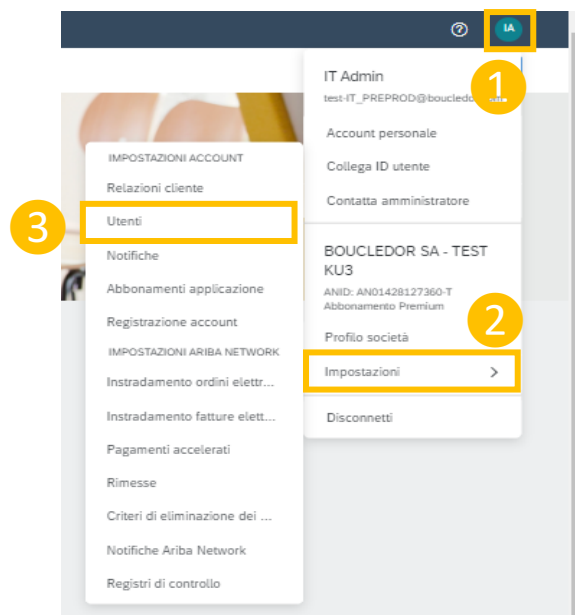 IA
1
IT Admin
test-IT_PREPROD@boucledo
Account personale
Collega ID utente
Contatta amministratore
BOUCLEDOR SA - TEST
KU3
ANID: AN01428127360-T
Abbonamento Premium
2
Profilo società
Impostazioni >
Disconnetti
IMPOSTAZIONI ACCOUNT
Relazioni cliente
3
Utenti
Notifiche
Abbonamenti applicazione
Registrazione account
IMPOSTAZIONI ARIBA NETWORK
Instradamento ordini elettr...
Instradamento fatture elett...
Pagamenti accelerati
Rimesse
Criteri di eliminazione dei ...
Notifiche Ariba Network
Registri di controllo